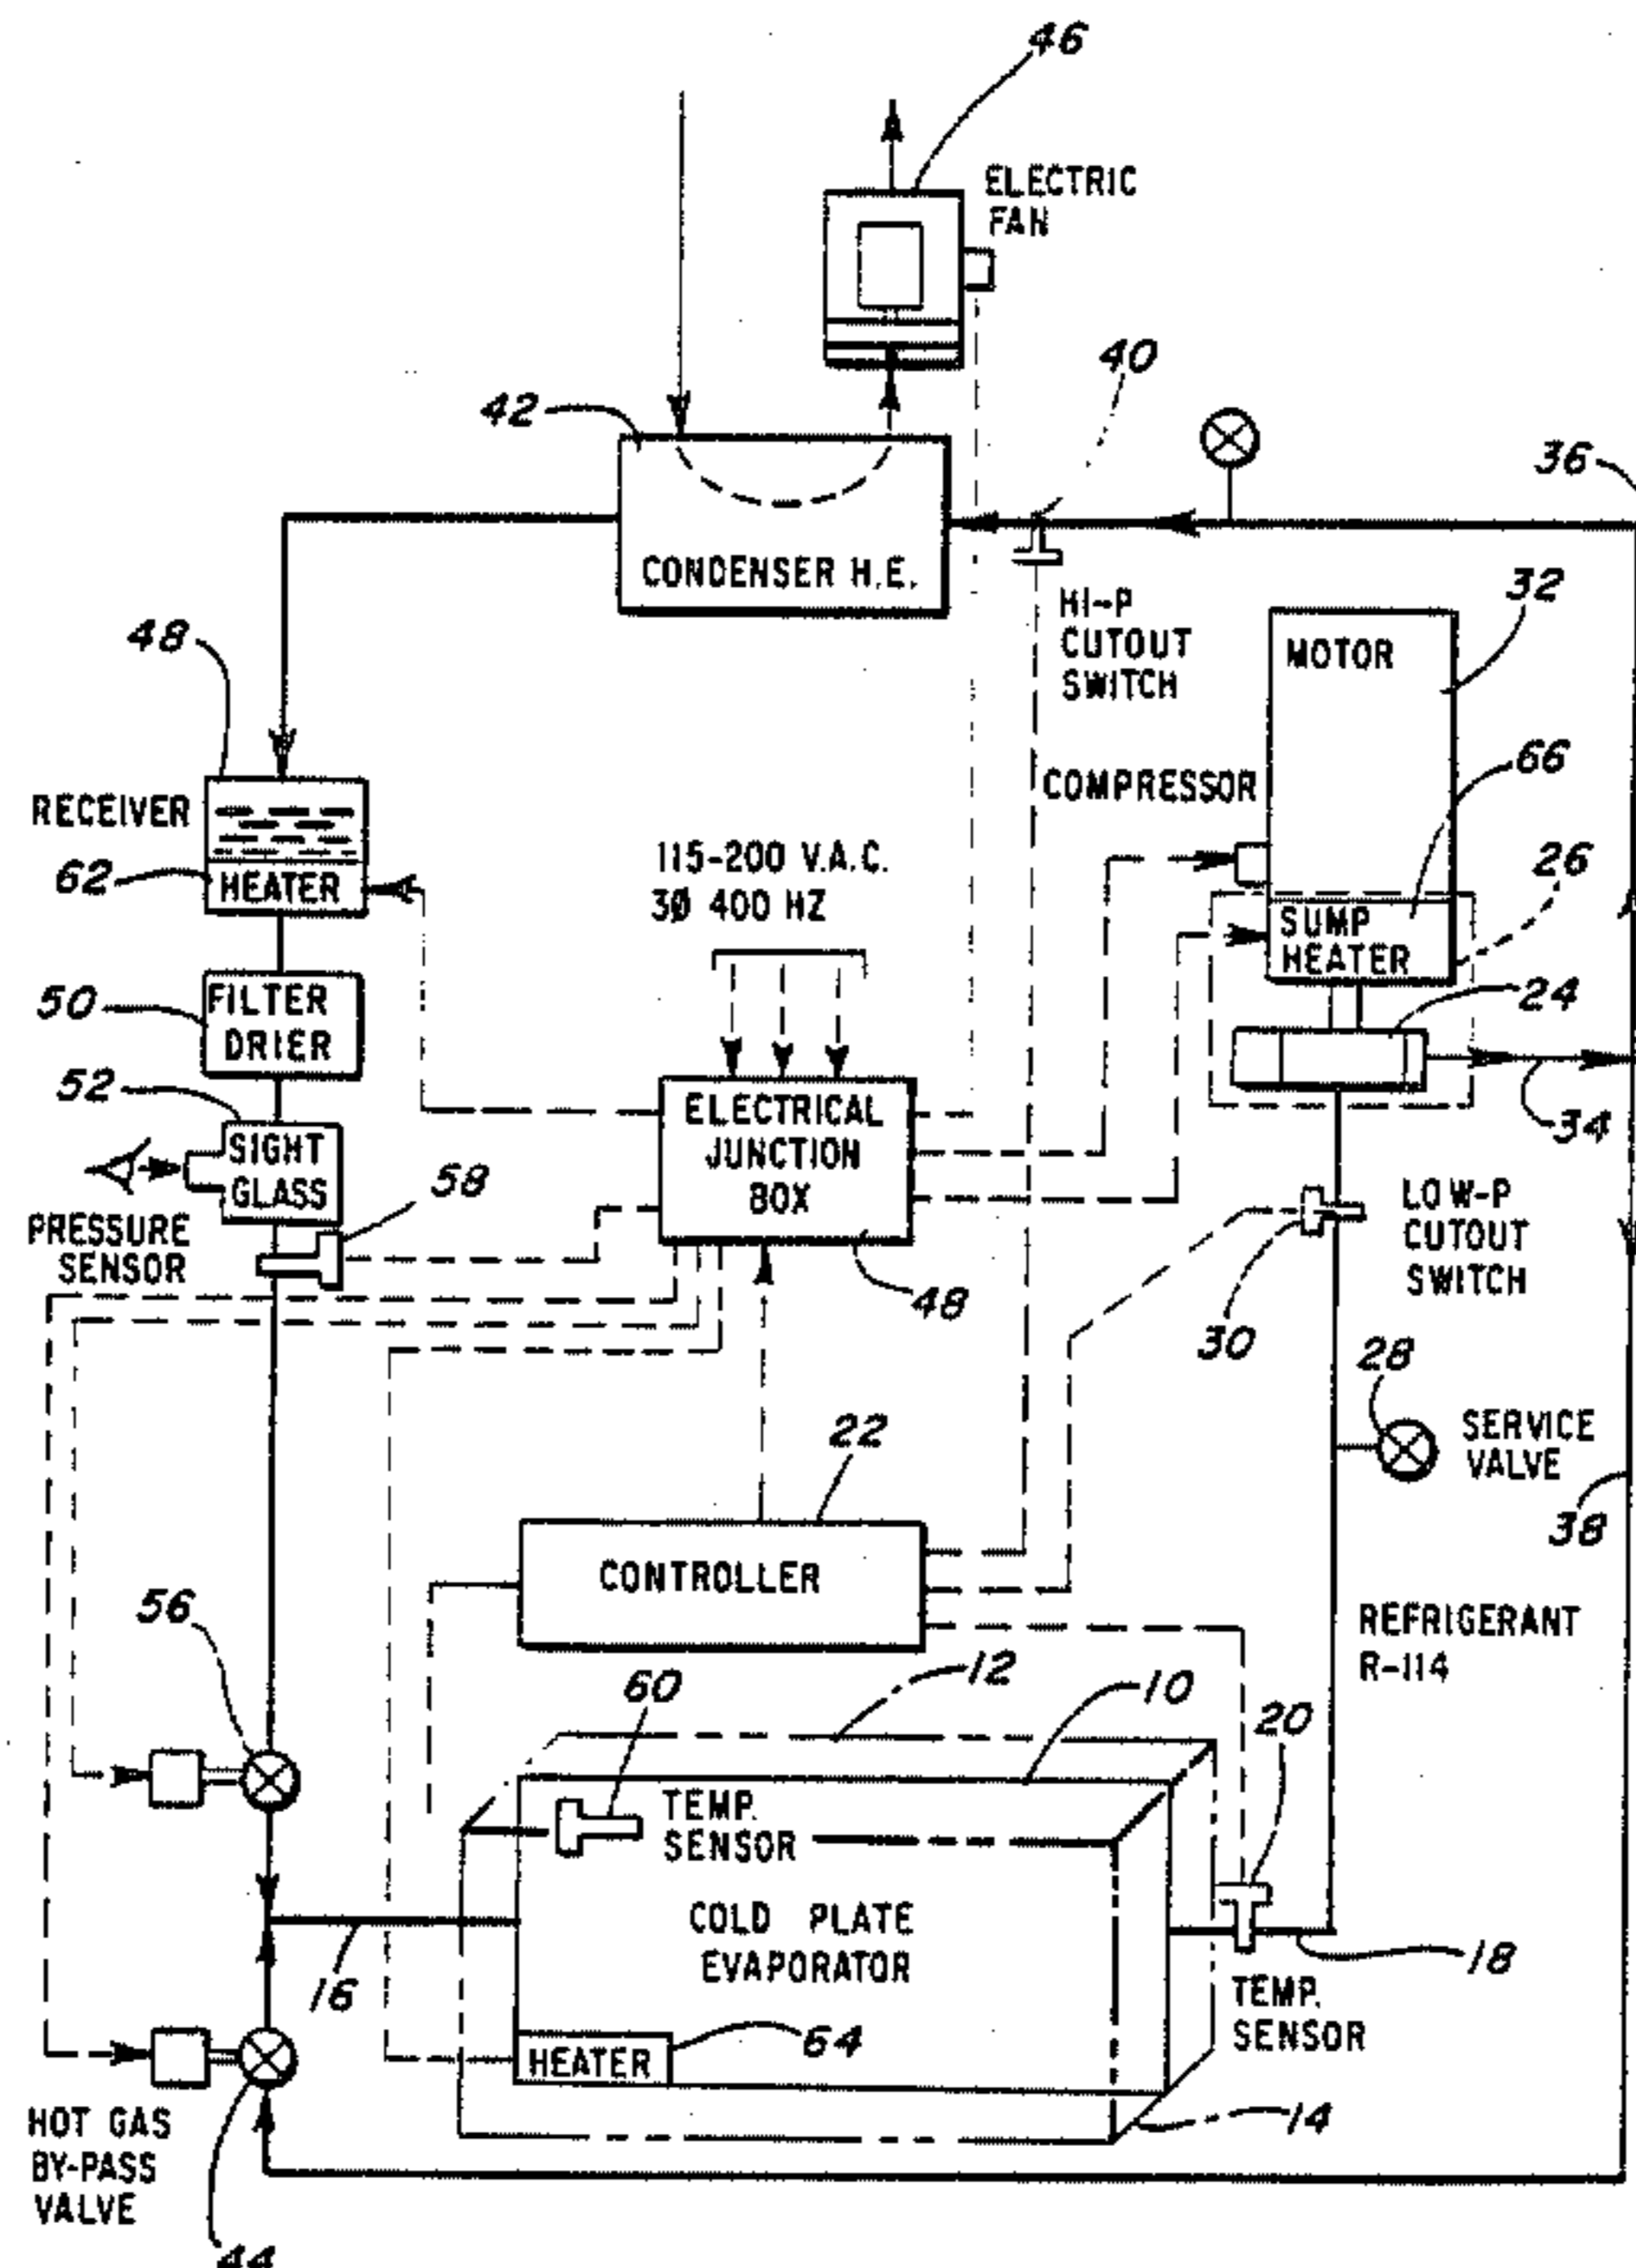 46
ELECTRIC
FAN
40
42
36
CONDENSER H.E.
HI-P
CUTOUT
SWITCH
32
MOTOR
48
RECEIVER
62
HEATER
COMPRESSOR
66
115-200 V.A.C.
3Ø 400 HZ
26
SUMP
HEATER
50
FILTER
DRIER
24
52
SIGHT
GLASS
58
ELECTRICAL
JUNCTION
BOX
34
PRESSURE
SENSOR
LOW-P
CUTOUT
SWITCH
48
30
28
SERVICE
VALVE
22
CONTROLLER
38
56
REFRIGERANT
R-114
12
10
60
20
TEMP.
SENSOR
COLD PLATE
EVAPORATOR
16
18
TEMP.
SENSOR
64
HEATER
14
HOT GAS
BY-PASS
VALVE
44